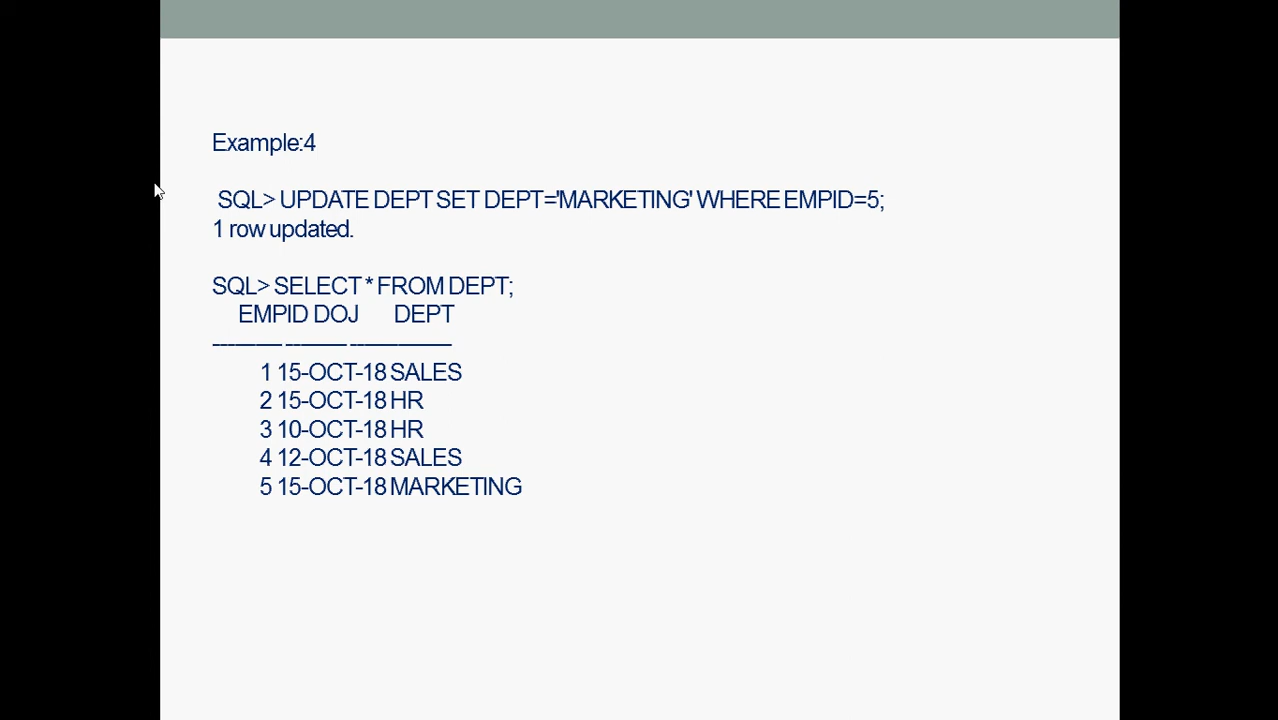 Example:4
SQL> UPDATE DEPT SET DEPT='MARKETING' WHERE EMPID=5;
1 row updated.
SQL> SELECT * FROM DEPT;
EMPID DOJ DEPT
---------- --------- ---------------
1 15-OCT-18 SALES
2 15-OCT-18 HR
3 10-OCT-18 HR
4 12-OCT-18 SALES
5 15-OCT-18 MARKETING